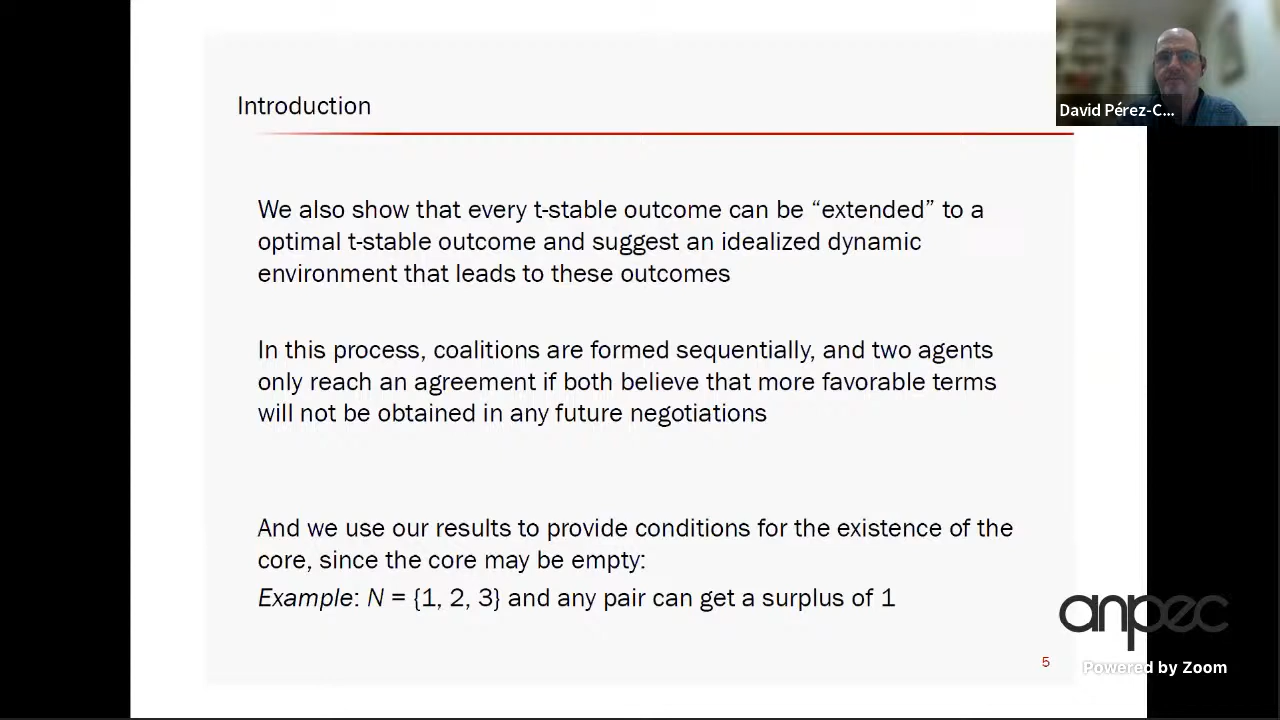 Introduction
We also show that every t-stable outcome can be “extended” to a
optimal t-stable outcome and suggest an idealized dynamic
environment that leads to these outcomes
In this process, coalitions are formed sequentially, and two agents
only reach an agreement if both believe that more favorable terms
will not be obtained in any future negotiations
And we use our results to provide conditions for the existence of the
core, since the core may be empty:
Example: N = {1, 2, 3} and any pair can get a surplus of 1
5
David Pérez-C...
anpec
Powered by Zoom